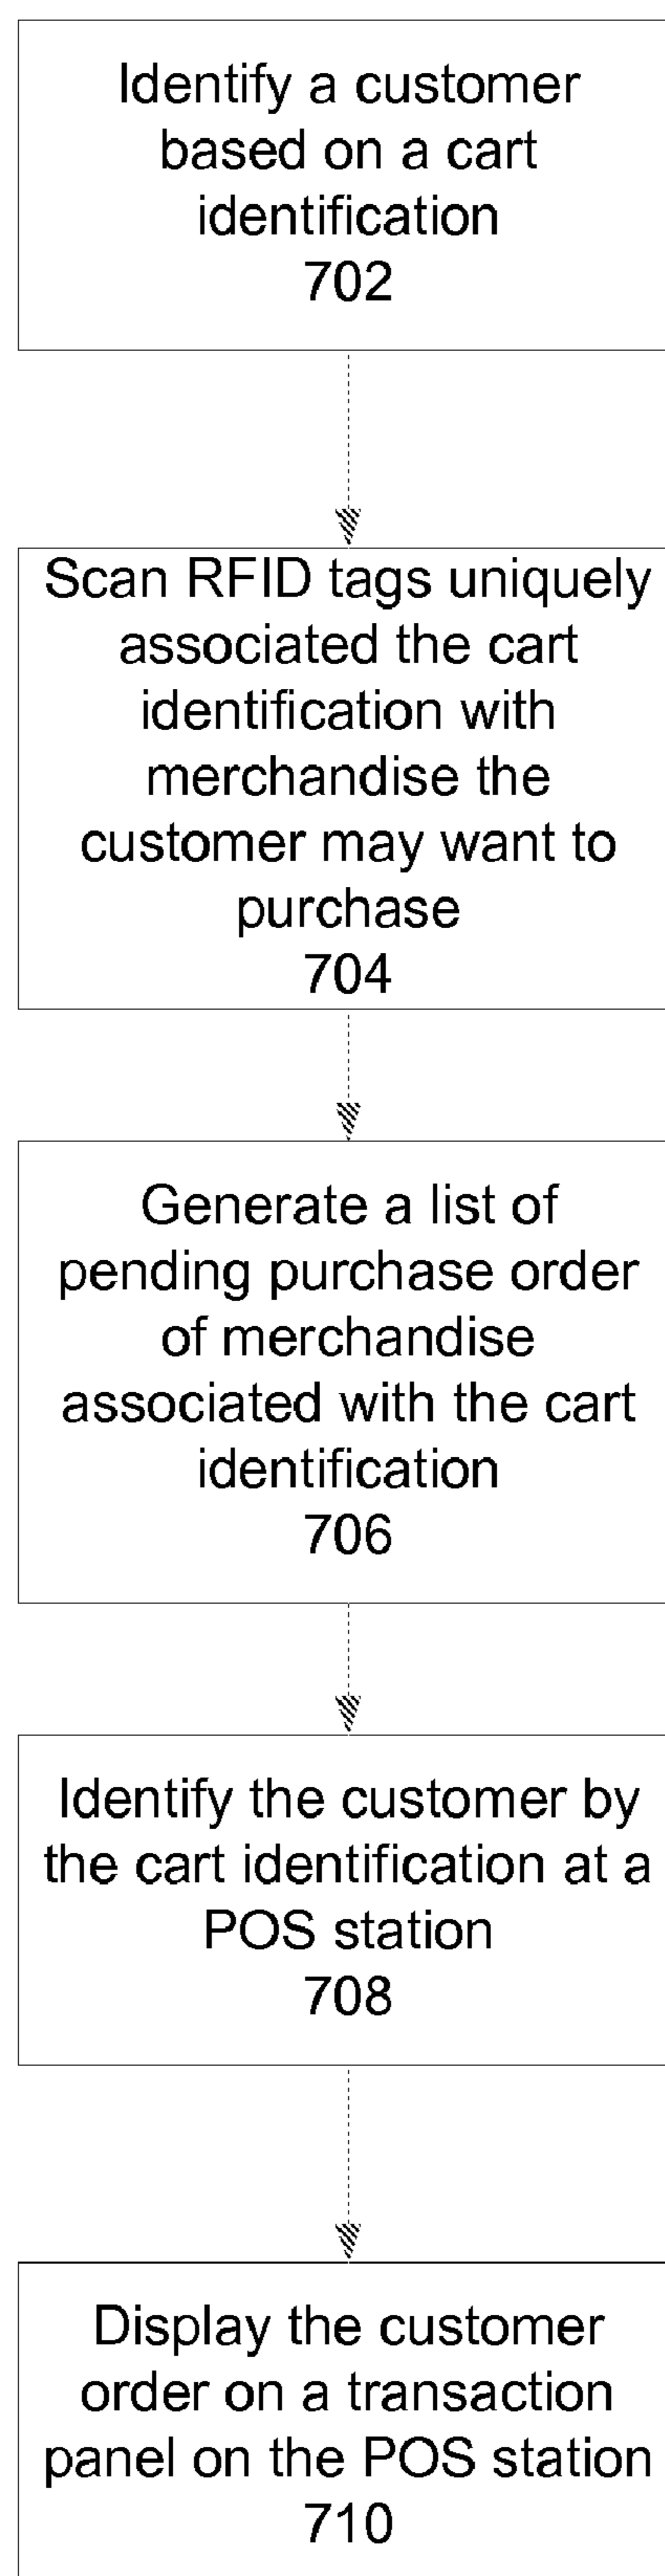 Identify a customer
based on a cart
identification
702
Scan RFID tags uniquely
associated the cart
identification with
merchandise the
customer may want to
purchase
704
Generate a list of
pending purchase order
of merchandise
associated with the cart
identification
706
Identify the customer by
the cart identification at a
POS station
708
Display the customer
order on a transaction
panel on the POS station
710